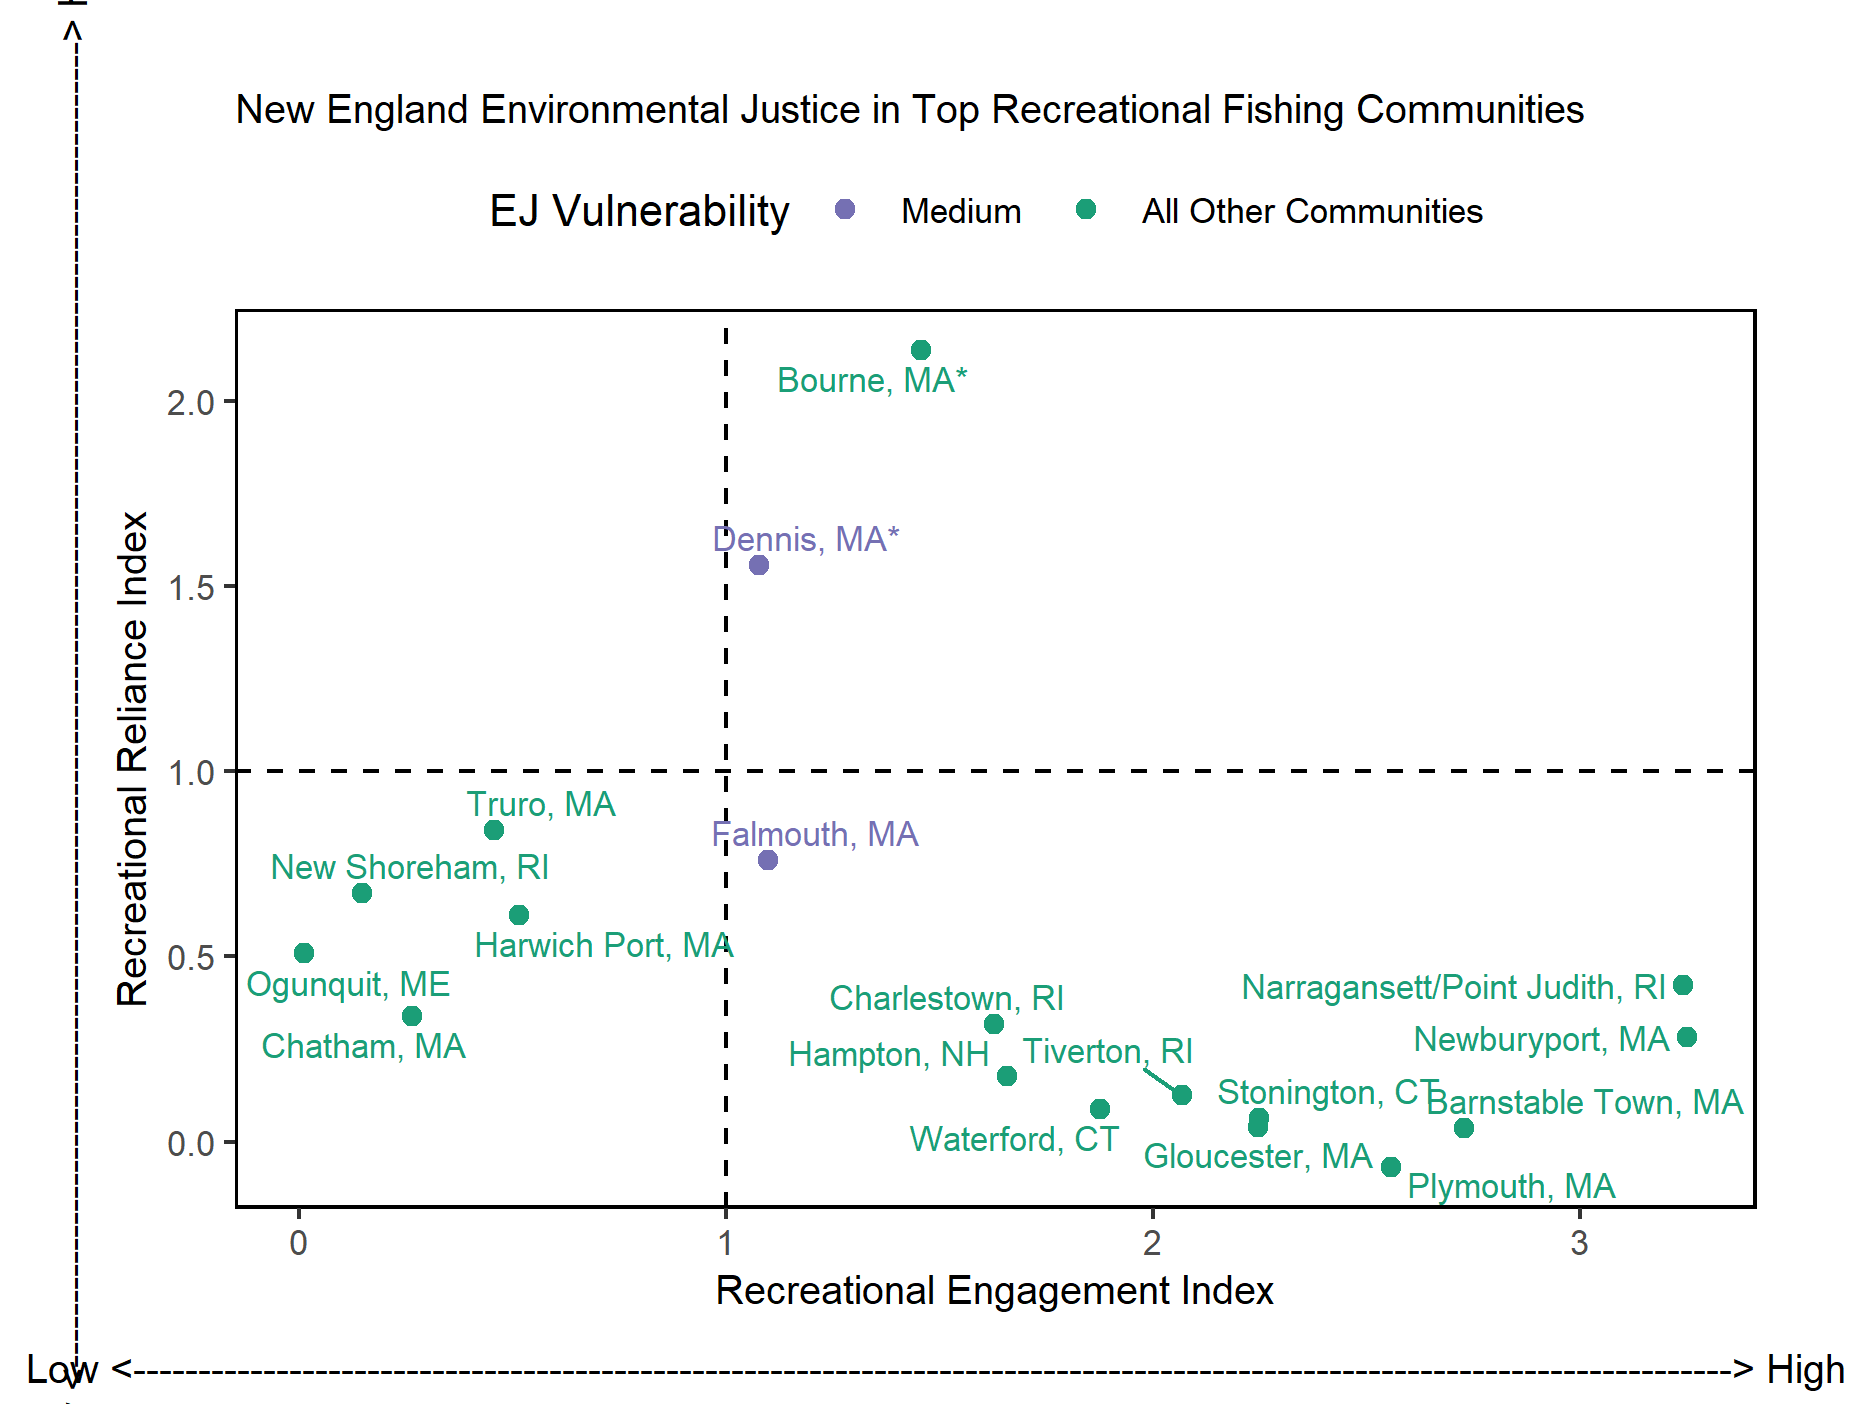 New England Environmental Justice in Top Recreational Fishing Communities
EJ Vulnerability Medium All Other Communities
Recreational Reliance Index
2.0
1.5
1.0
0.5
0.0
Bourne, MA*
Dennis, MA*
Truro, MA
Falmouth, MA
New Shoreham, RI
Harwich Port, MA
Ogunquit, ME
Chatham, MA
Charlestown, RI
Narragansett/Point Judith, RI
Newburyport, MA
Hampton, NH
Tiverton, RI
Stonington, CT
Barnstable Town, MA
Waterford, CT
Gloucester, MA
Plymouth, MA
0 1 2 3
Recreational Engagement Index
Low <----------------------------------------------------------------------------------------------------------------------------> High